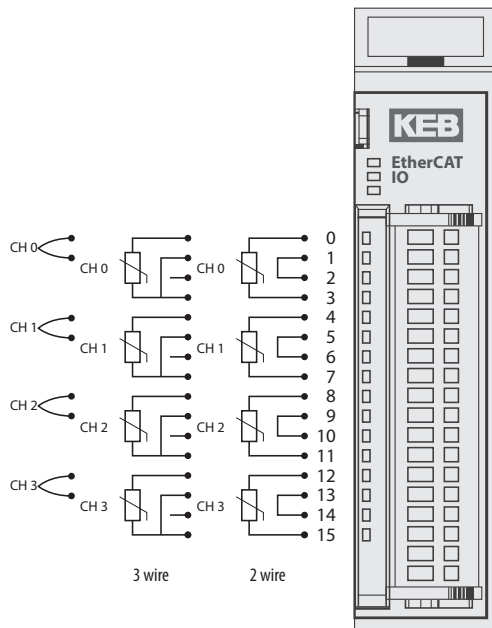 KEB
EtherCAT
IO
CH 0 CH 0 CH 0 0
1
2
3
CH 1 CH 1 CH 1 4
5
6
7
CH 2 CH 2 CH 2 8
9
10
11
CH 3 CH 3 CH 3 12
13
14
15
3 wire 2 wire